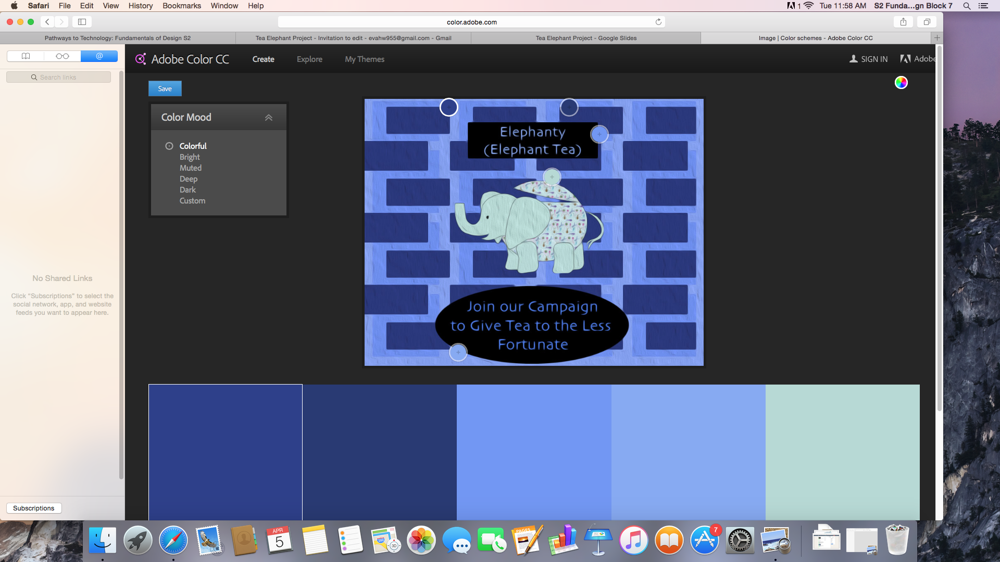 Safari File Edit View History Bookmarks Window Help
1 Tue 11:58 AM S2 Funda...gn Block 7
color.adobe.com
Pathways to Technology: Fundamentals of Design S2
Tea Elephant Project - Invitation to edit - evahw955@gmail.com - Gmail
Tea Elephant Project - Google Slides
Image | Color schemes - Adobe Color CC
@
Search links
No Shared Links
Click “Subscriptions” to select the
social network, app, and website
feeds you want to appear here.
Subscriptions
Adobe Color CC Create Explore My Themes
SIGN IN Adobe
Save
Color Mood
Colorful
Bright
Muted
Deep
Dark
Custom
Elephanty
(Elephant Tea)
Join our Campaign
to Give Tea to the Less
Fortunate
APR
5
280
3D
PAGES
7